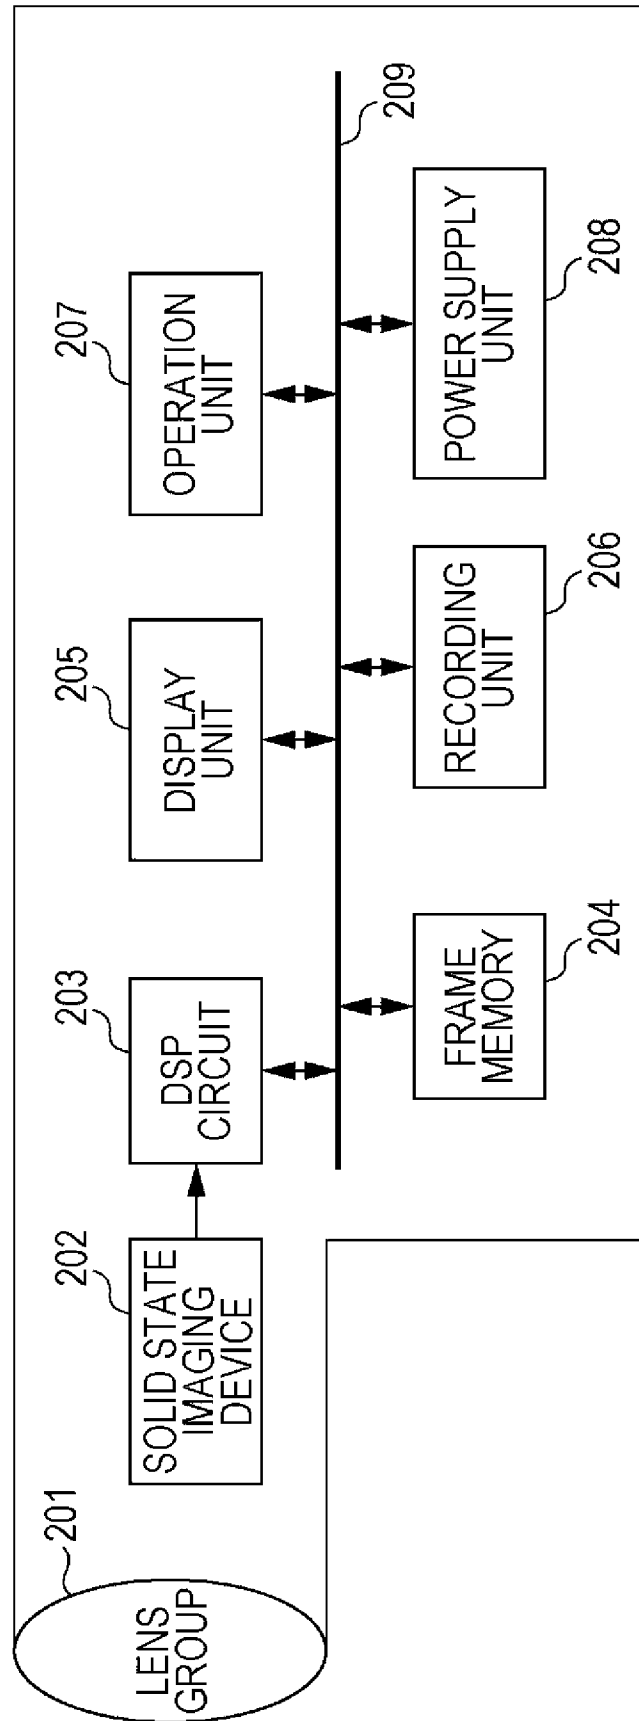 201
LENS
GROUP
202
SOLID STATE
IMAGING
DEVICE
203
DSP
CIRCUIT
205
DISPLAY
UNIT
207
OPERATION
UNIT
209
FRAME
MEMORY
204
RECORDING
UNIT
206
POWER SUPPLY
UNIT
208